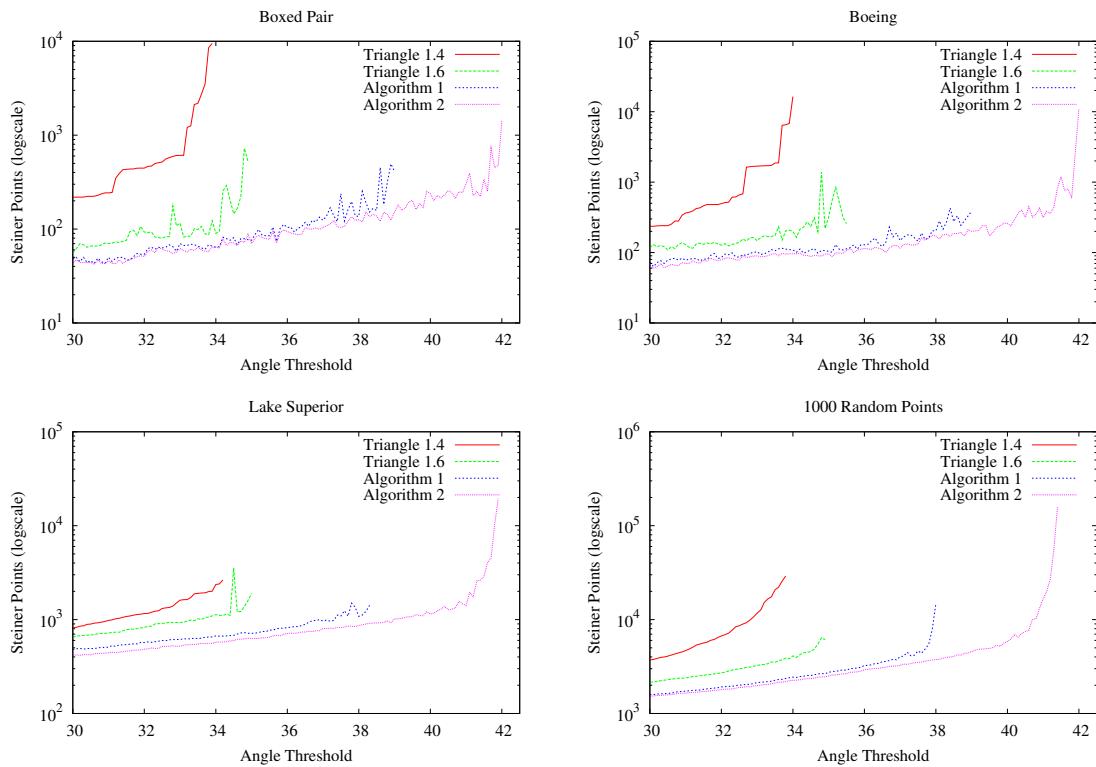 Boxed Pair
Steiner Points (logscale)
10^4
10^3
10^2
10^1
30 32 34 36 38 40 42
Angle Threshold
Triangle 1.4
Triangle 1.6
Algorithm 1
Algorithm 2
Boeing
Steiner Points (logscale)
10^5
10^4
10^3
10^2
10^1
30 32 34 36 38 40 42
Angle Threshold
Triangle 1.4
Triangle 1.6
Algorithm 1
Algorithm 2
Lake Superior
Steiner Points (logscale)
10^5
10^4
10^3
10^2
30 32 34 36 38 40 42
Angle Threshold
Triangle 1.4
Triangle 1.6
Algorithm 1
Algorithm 2
1000 Random Points
Steiner Points (logscale)
10^6
10^5
10^4
10^3
30 32 34 36 38 40 42
Angle Threshold
Triangle 1.4
Triangle 1.6
Algorithm 1
Algorithm 2